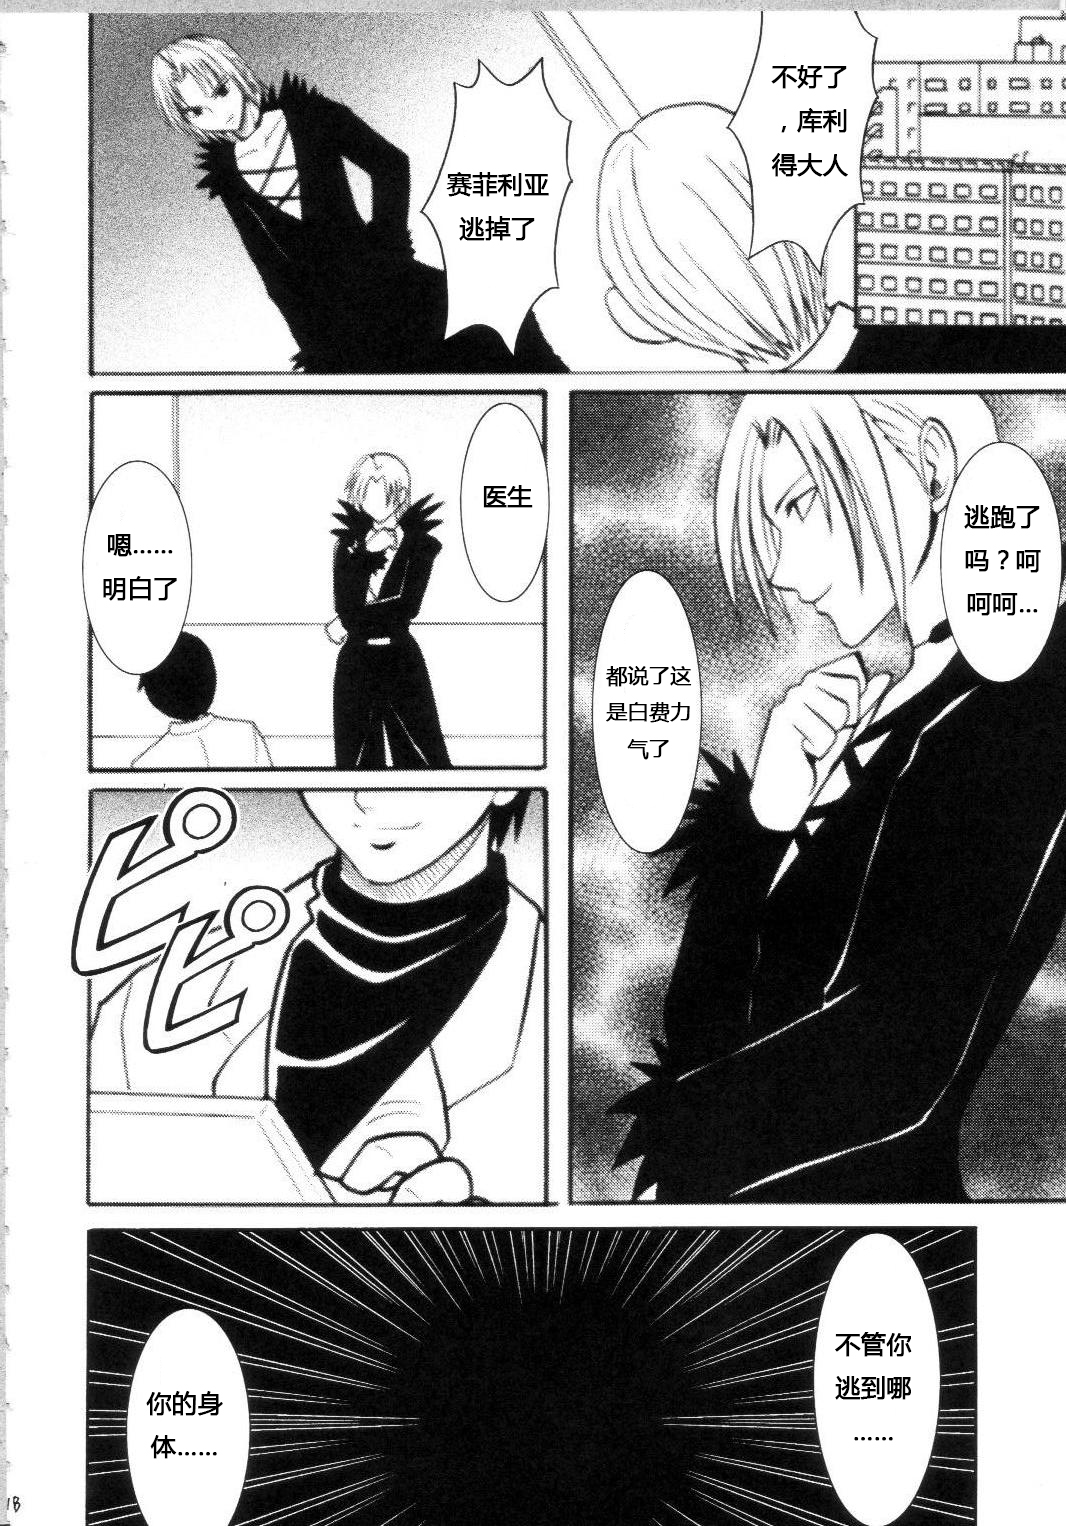 不好了
，库利
得大人
赛菲利亚
逃掉了
逃跑了
吗？呵
呵呵...
都说了这
是白费力
气了
医生
嗯……
明白了
ピピ
不管你
逃到哪
……
你的身
体……
18